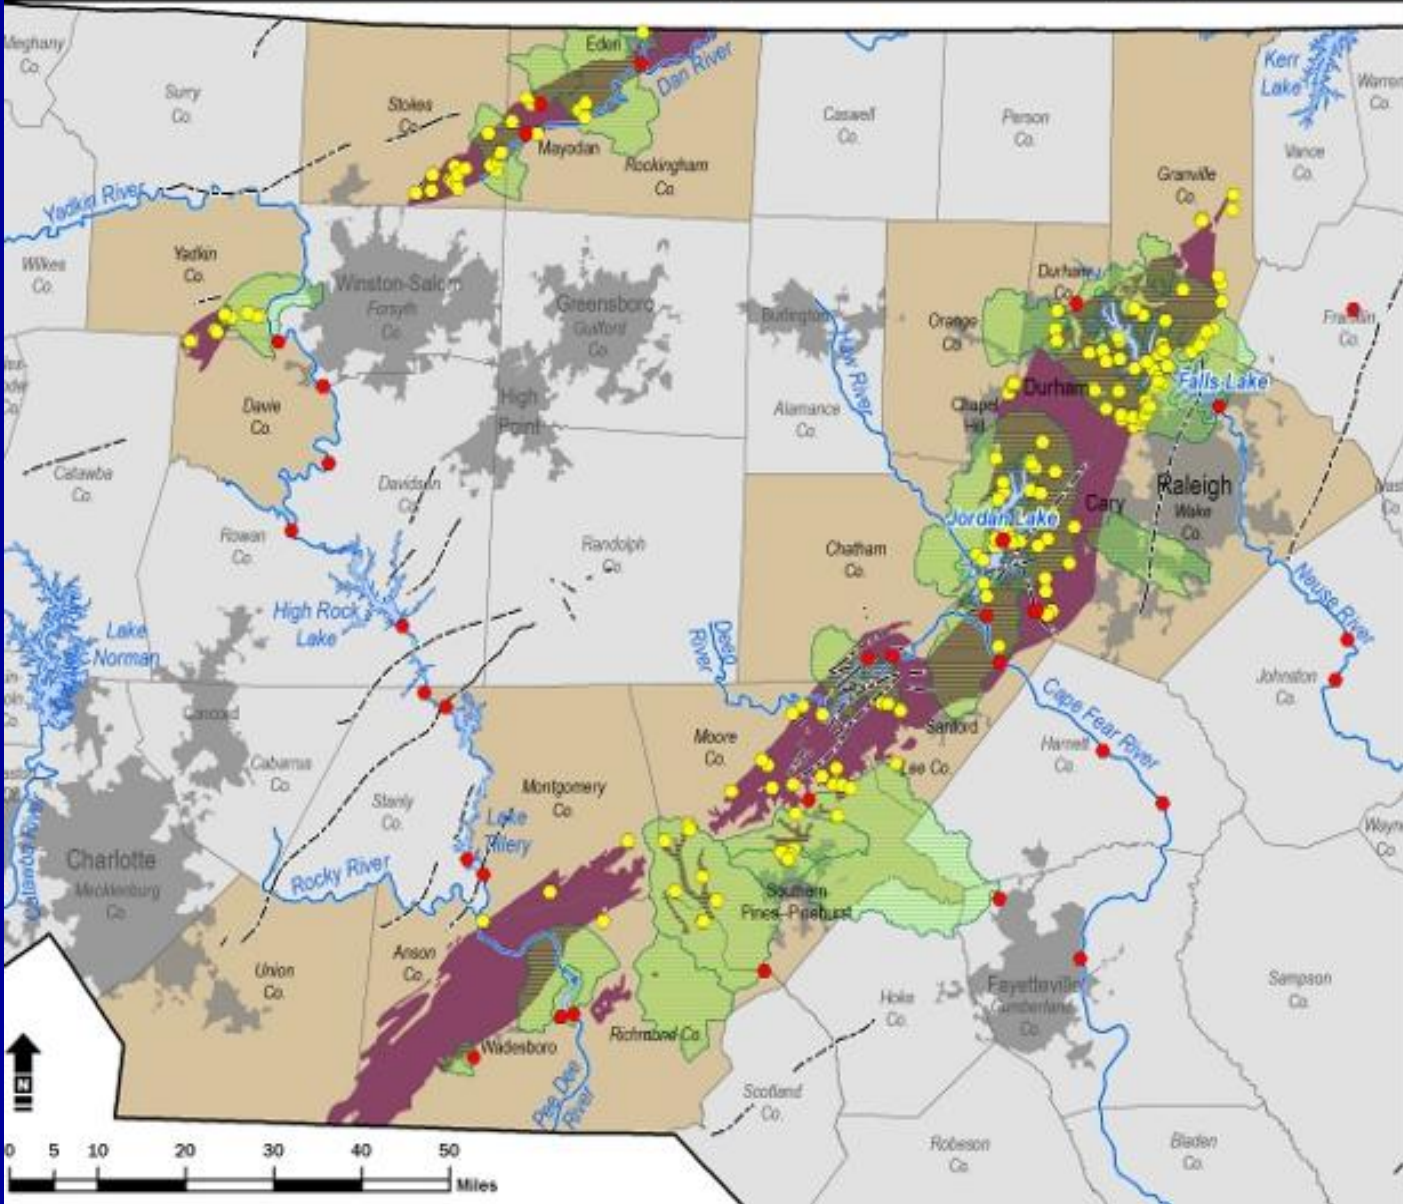 Co.
Surry
Co.
Stokes
Co.
Eden
Dan River
Mayodan
Rockingham
Co.
Caswell
Co.
Person
Co.
Granville
Co.
Kerr
Lake
Vance
Co.
Co.
Yadkin River
Wilkes
Co.
Yadkin
Co.
Winston-Salem
Forsyth
Co.
Greensboro
Guilford
Co.
Burlington
Haw River
Orange
Co.
Durham
Co.
Franklin
Co.
Falls Lake
Durham
Chapel
Hill
Davie
Co.
High
Point
Alamance
Co.
Catawba
Co.
Davidson
Co.
Cary
Raleigh
Wake
Co.
Jordan Lake
Rowan
Co.
Randolph
Co.
Chatham
Co.
Neuse River
High Rock
Lake
Lake
Norman
Deep
River
Johnston
Co.
Cape Fear River
Concord
Cabarrus
Co.
Moore
Co.
Sanford
Lee Co.
Harnett
Co.
Stanly
Co.
Montgomery
Co.
Lake
Tillery
Charlotte
Mecklenburg
Co.
Catawba River
Rocky River
Southern
Pines-Pinehurst
Union
Co.
Anson
Co.
Fayetteville
Cumberland
Co.
Sampson
Co.
Hoke
Co.
Richmond Co.
Wadesboro
Pee Dee
River
Scotland
Co.
Robeson
Co.
Bladen
Co.
N
0 5 10 20 30 40 50
Miles